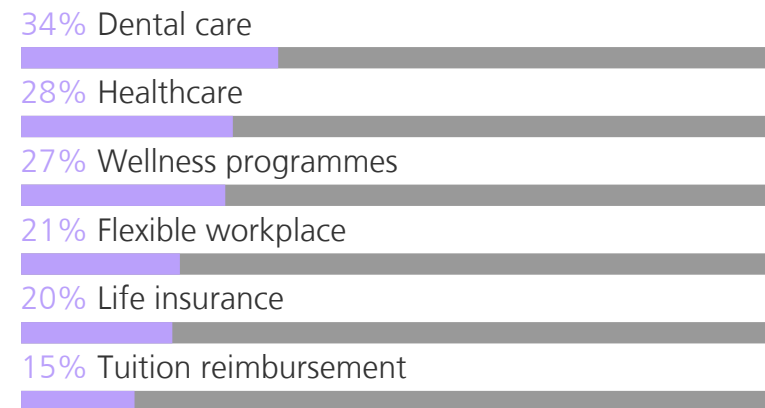 34% Dental care
28% Healthcare
27% Wellness programmes
21% Flexible workplace
20% Life insurance
15% Tuition reimbursement